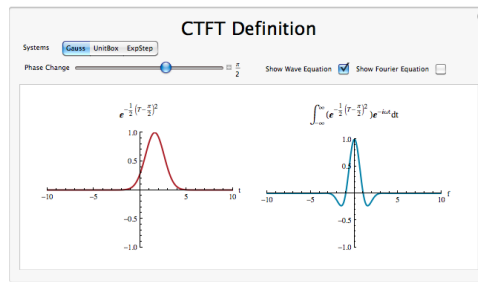 CTFT Definition
Systems Gauss UnitBox ExpStep
Phase Change π/2 Show Wave Equation Show Fourier Equation
e^{-1/2 (τ-π/2)^2}
∫_{-∞}^{∞} (e^{-1/2 (τ-π/2)^2}) e^{-iωt} dt
1.0
0.5
-10 -5 5 10 t
-0.5
-1.0
1.0
0.5
-10 -5 5 10 f
-0.5
-1.0